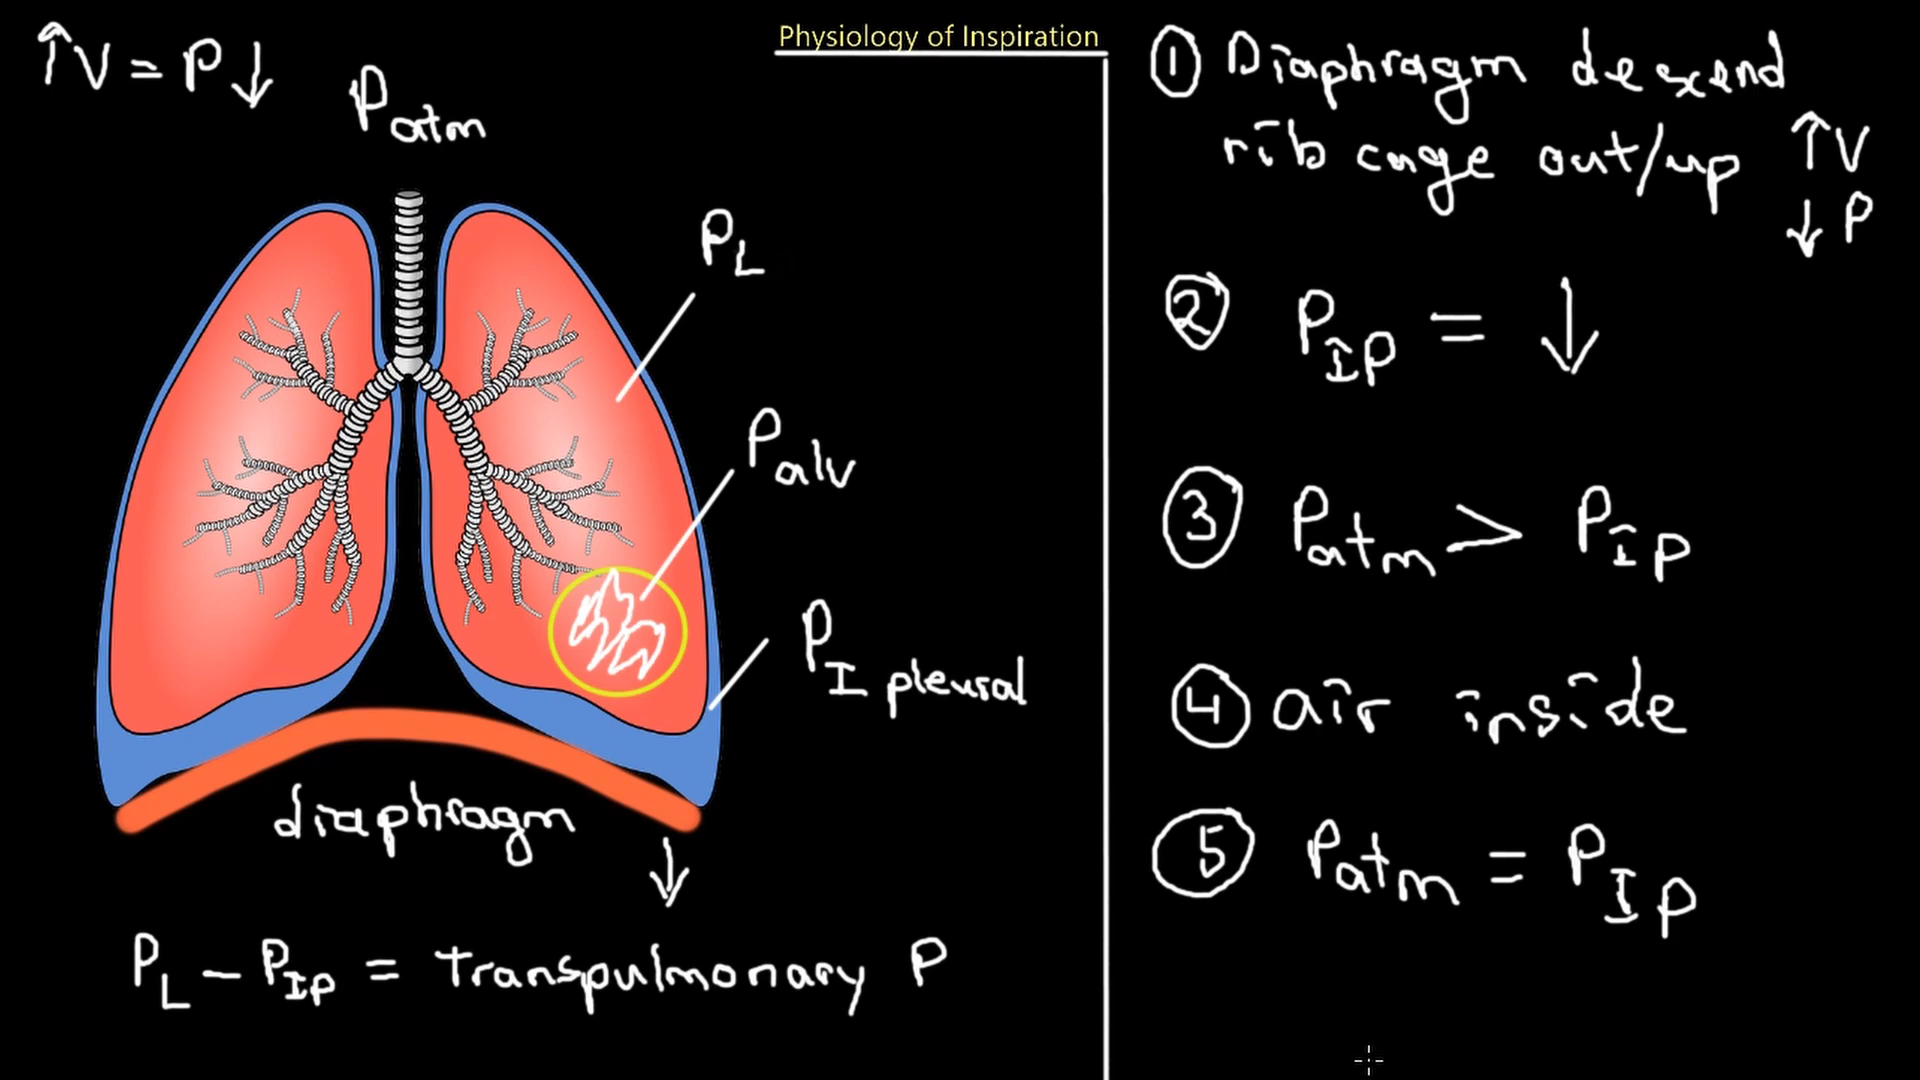 Physiology of Inspiration
↑V = P↓
Patm
PL
Palv
PI pleural
diaphragm
↓
PL - PIP = Transpulmonary P
① Diaphragm descend
rib cage out/up ↑V
↓P
② PIP = ↓
③ Patm > PIP
④ air inside
⑤ Patm = PIP